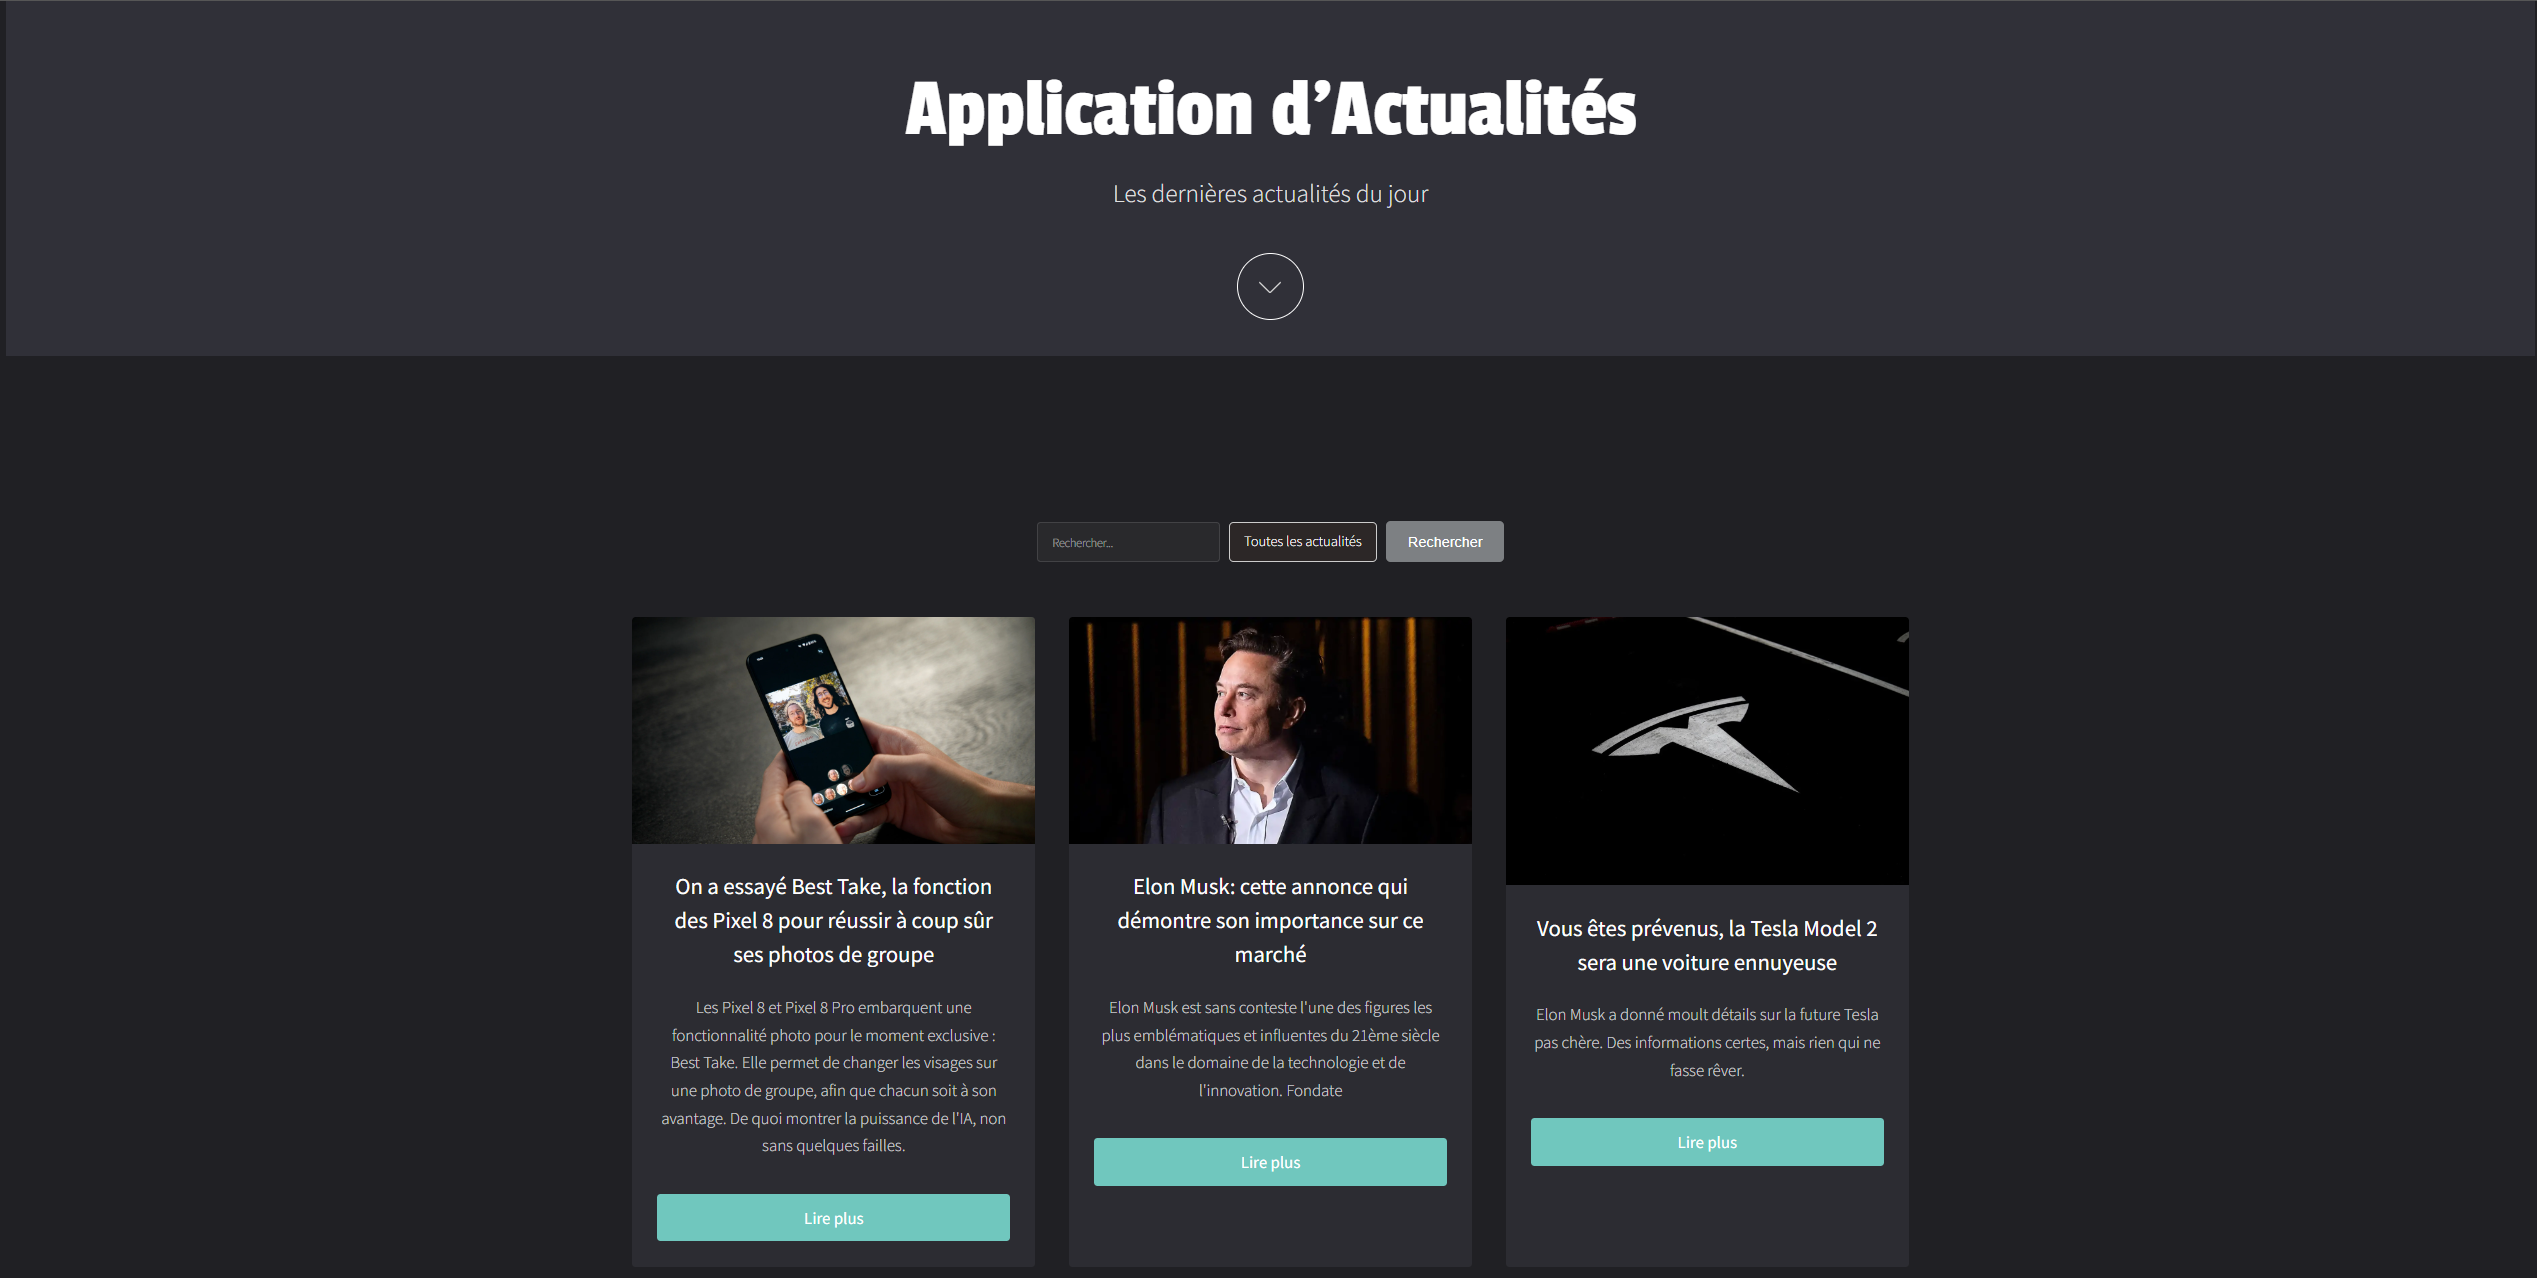 Application d'Actualités
Les dernières actualités du jour
Rechercher...
Toutes les actualités
Rechercher
On a essayé Best Take, la fonction
des Pixel 8 pour réussir à coup sûr
ses photos de groupe
Les Pixel 8 et Pixel 8 Pro embarquent une
fonctionnalité photo pour le moment exclusive :
Best Take. Elle permet de changer les visages sur
une photo de groupe, afin que chacun soit à son
avantage. De quoi montrer la puissance de l'IA, non
sans quelques failles.
Lire plus
Elon Musk: cette annonce qui
démontre son importance sur ce
marché
Elon Musk est sans conteste l'une des figures les
plus emblématiques et influentes du 21ème siècle
dans le domaine de la technologie et de
l'innovation. Fondate
Lire plus
Vous êtes prévenus, la Tesla Model 2
sera une voiture ennuyeuse
Elon Musk a donné moult détails sur la future Tesla
pas chère. Des informations certes, mais rien qui ne
fasse rêver.
Lire plus